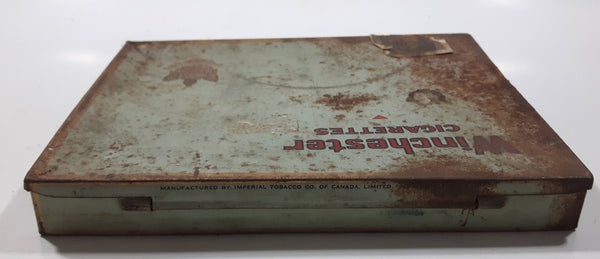 Winchester
CIGARETTES
MANUFACTURED BY IMPERIAL TOBACCO CO. OF CANADA, LIMITED